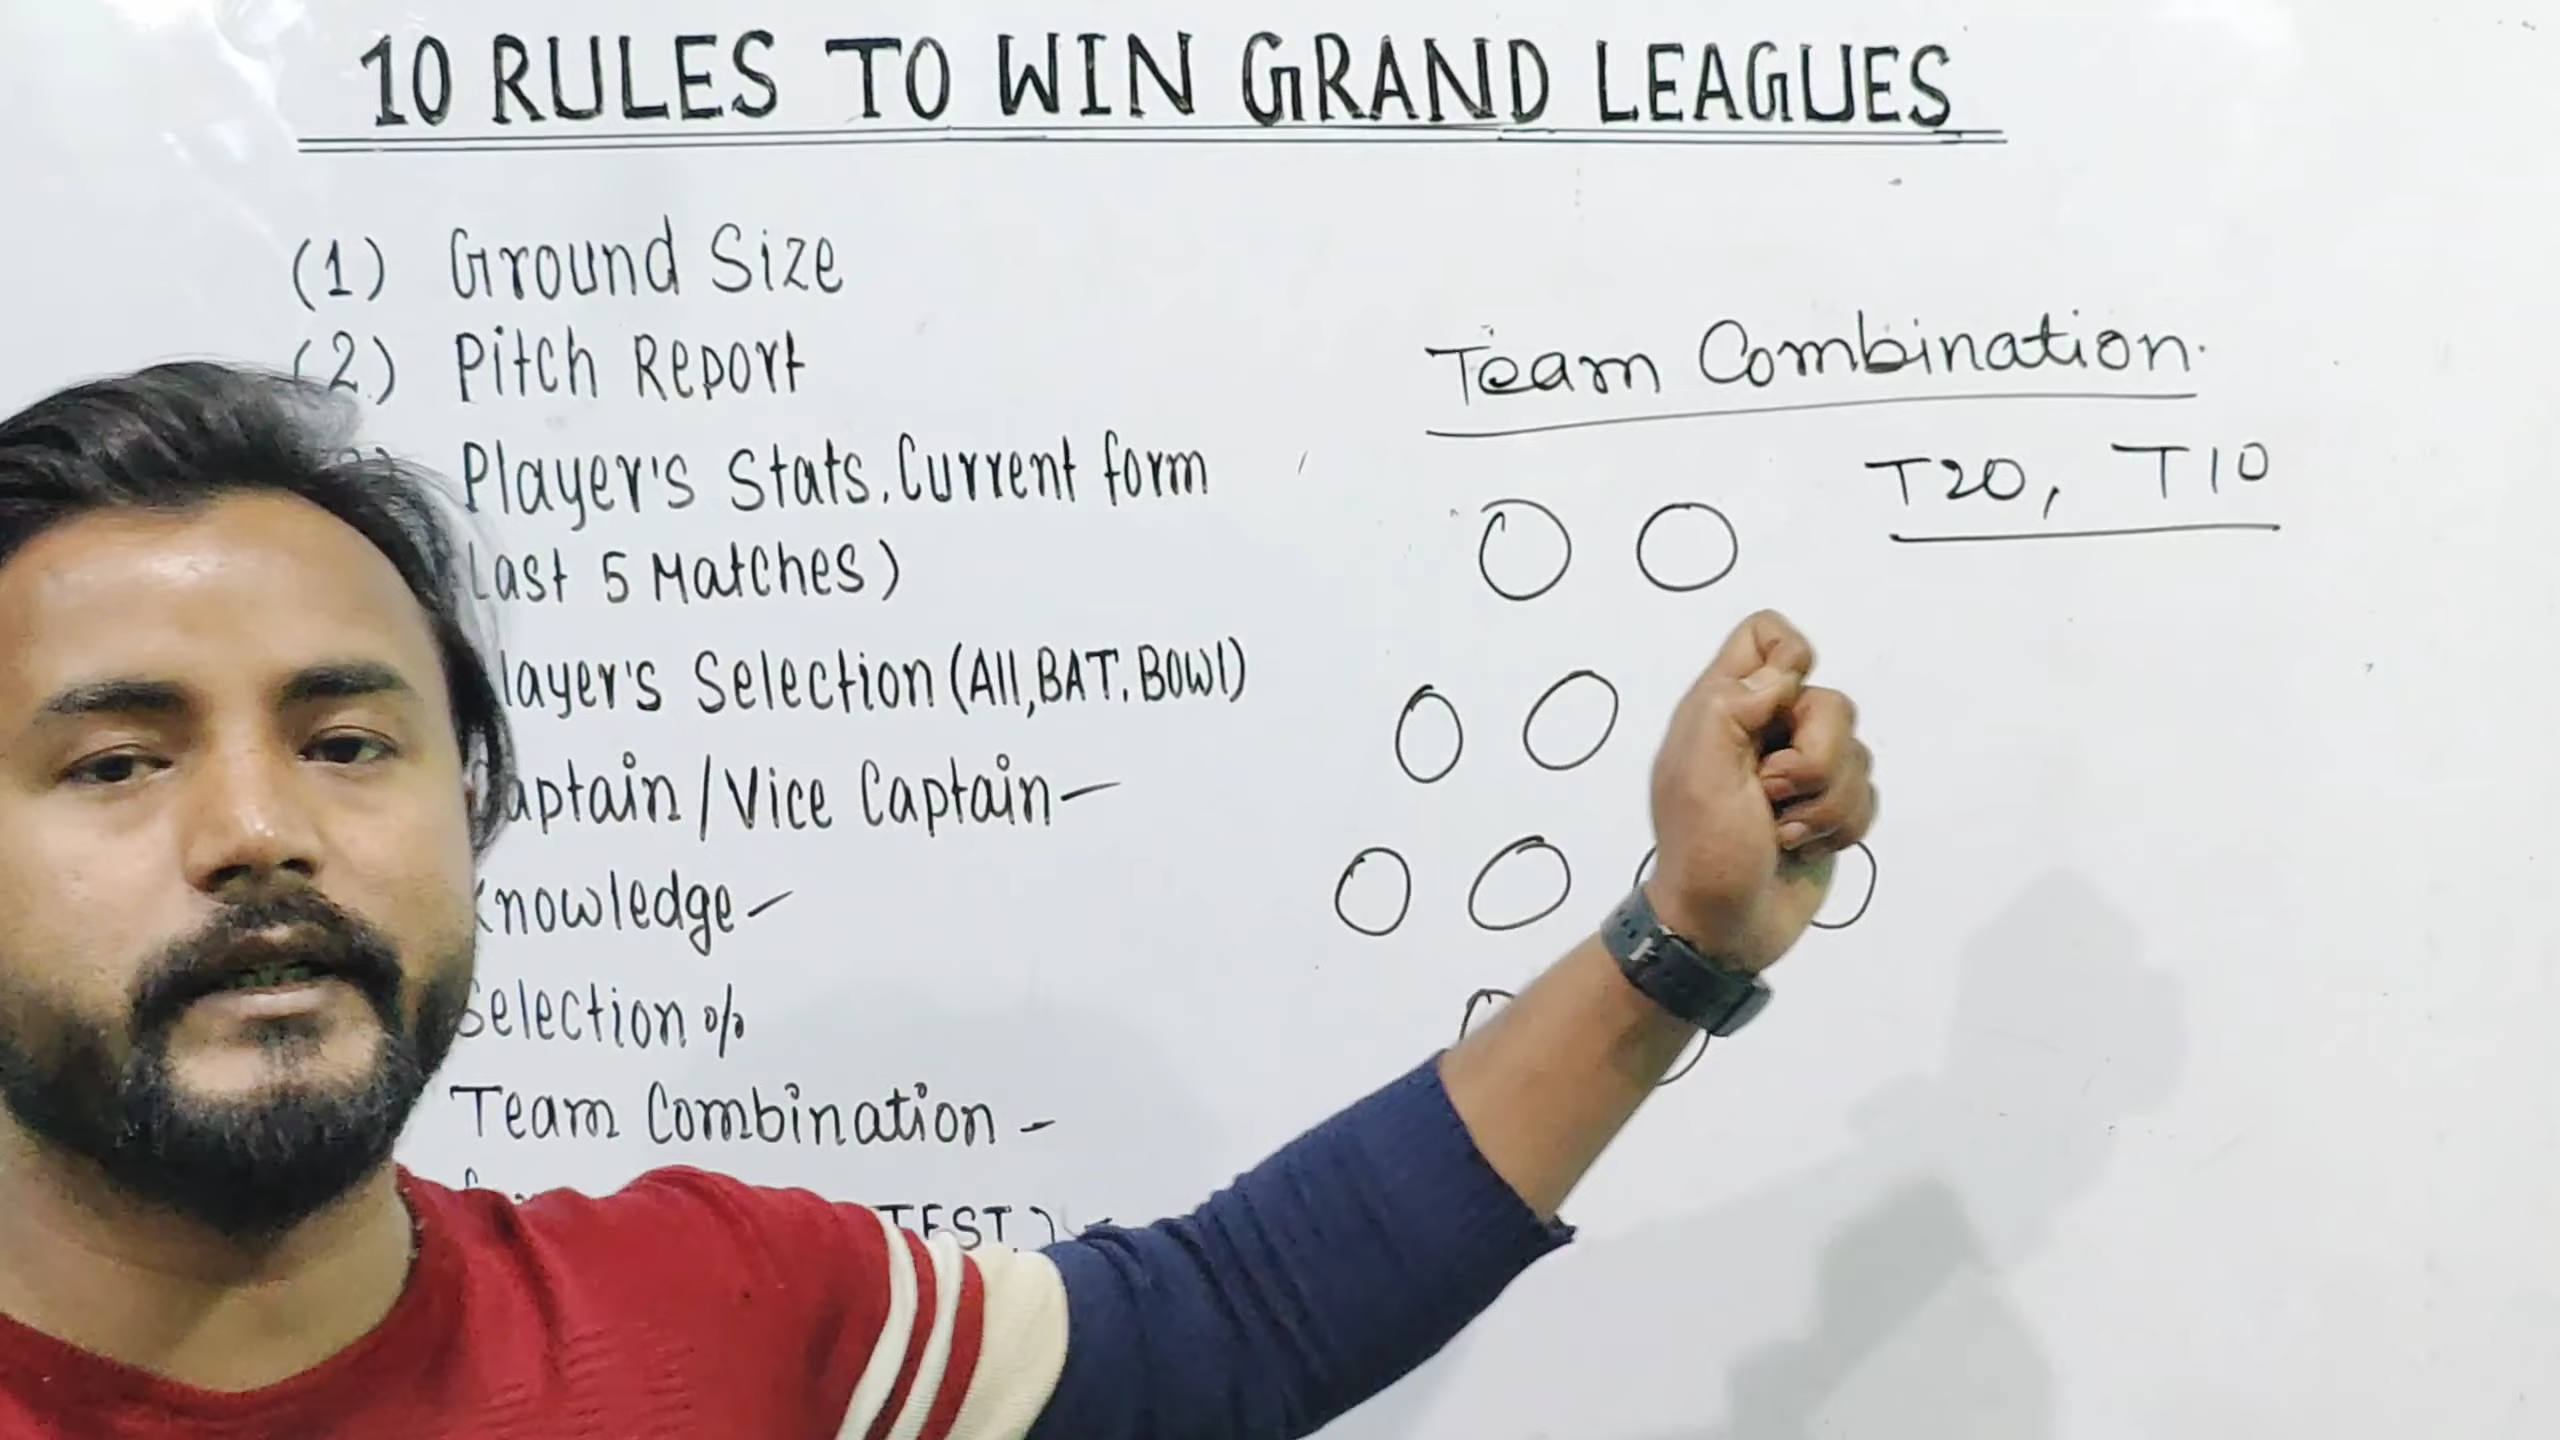 10 RULES TO WIN GRAND LEAGUES
(1) Ground Size
(2) Pitch Report
Player's Stats, Current form
Last 5 Matches)
layer's Selection (All, BAT, BOWl)
aptain / Vice Captain -
Knowledge -
Selection %
Team Combination -
TEST )
Team Combination.
T20, T10